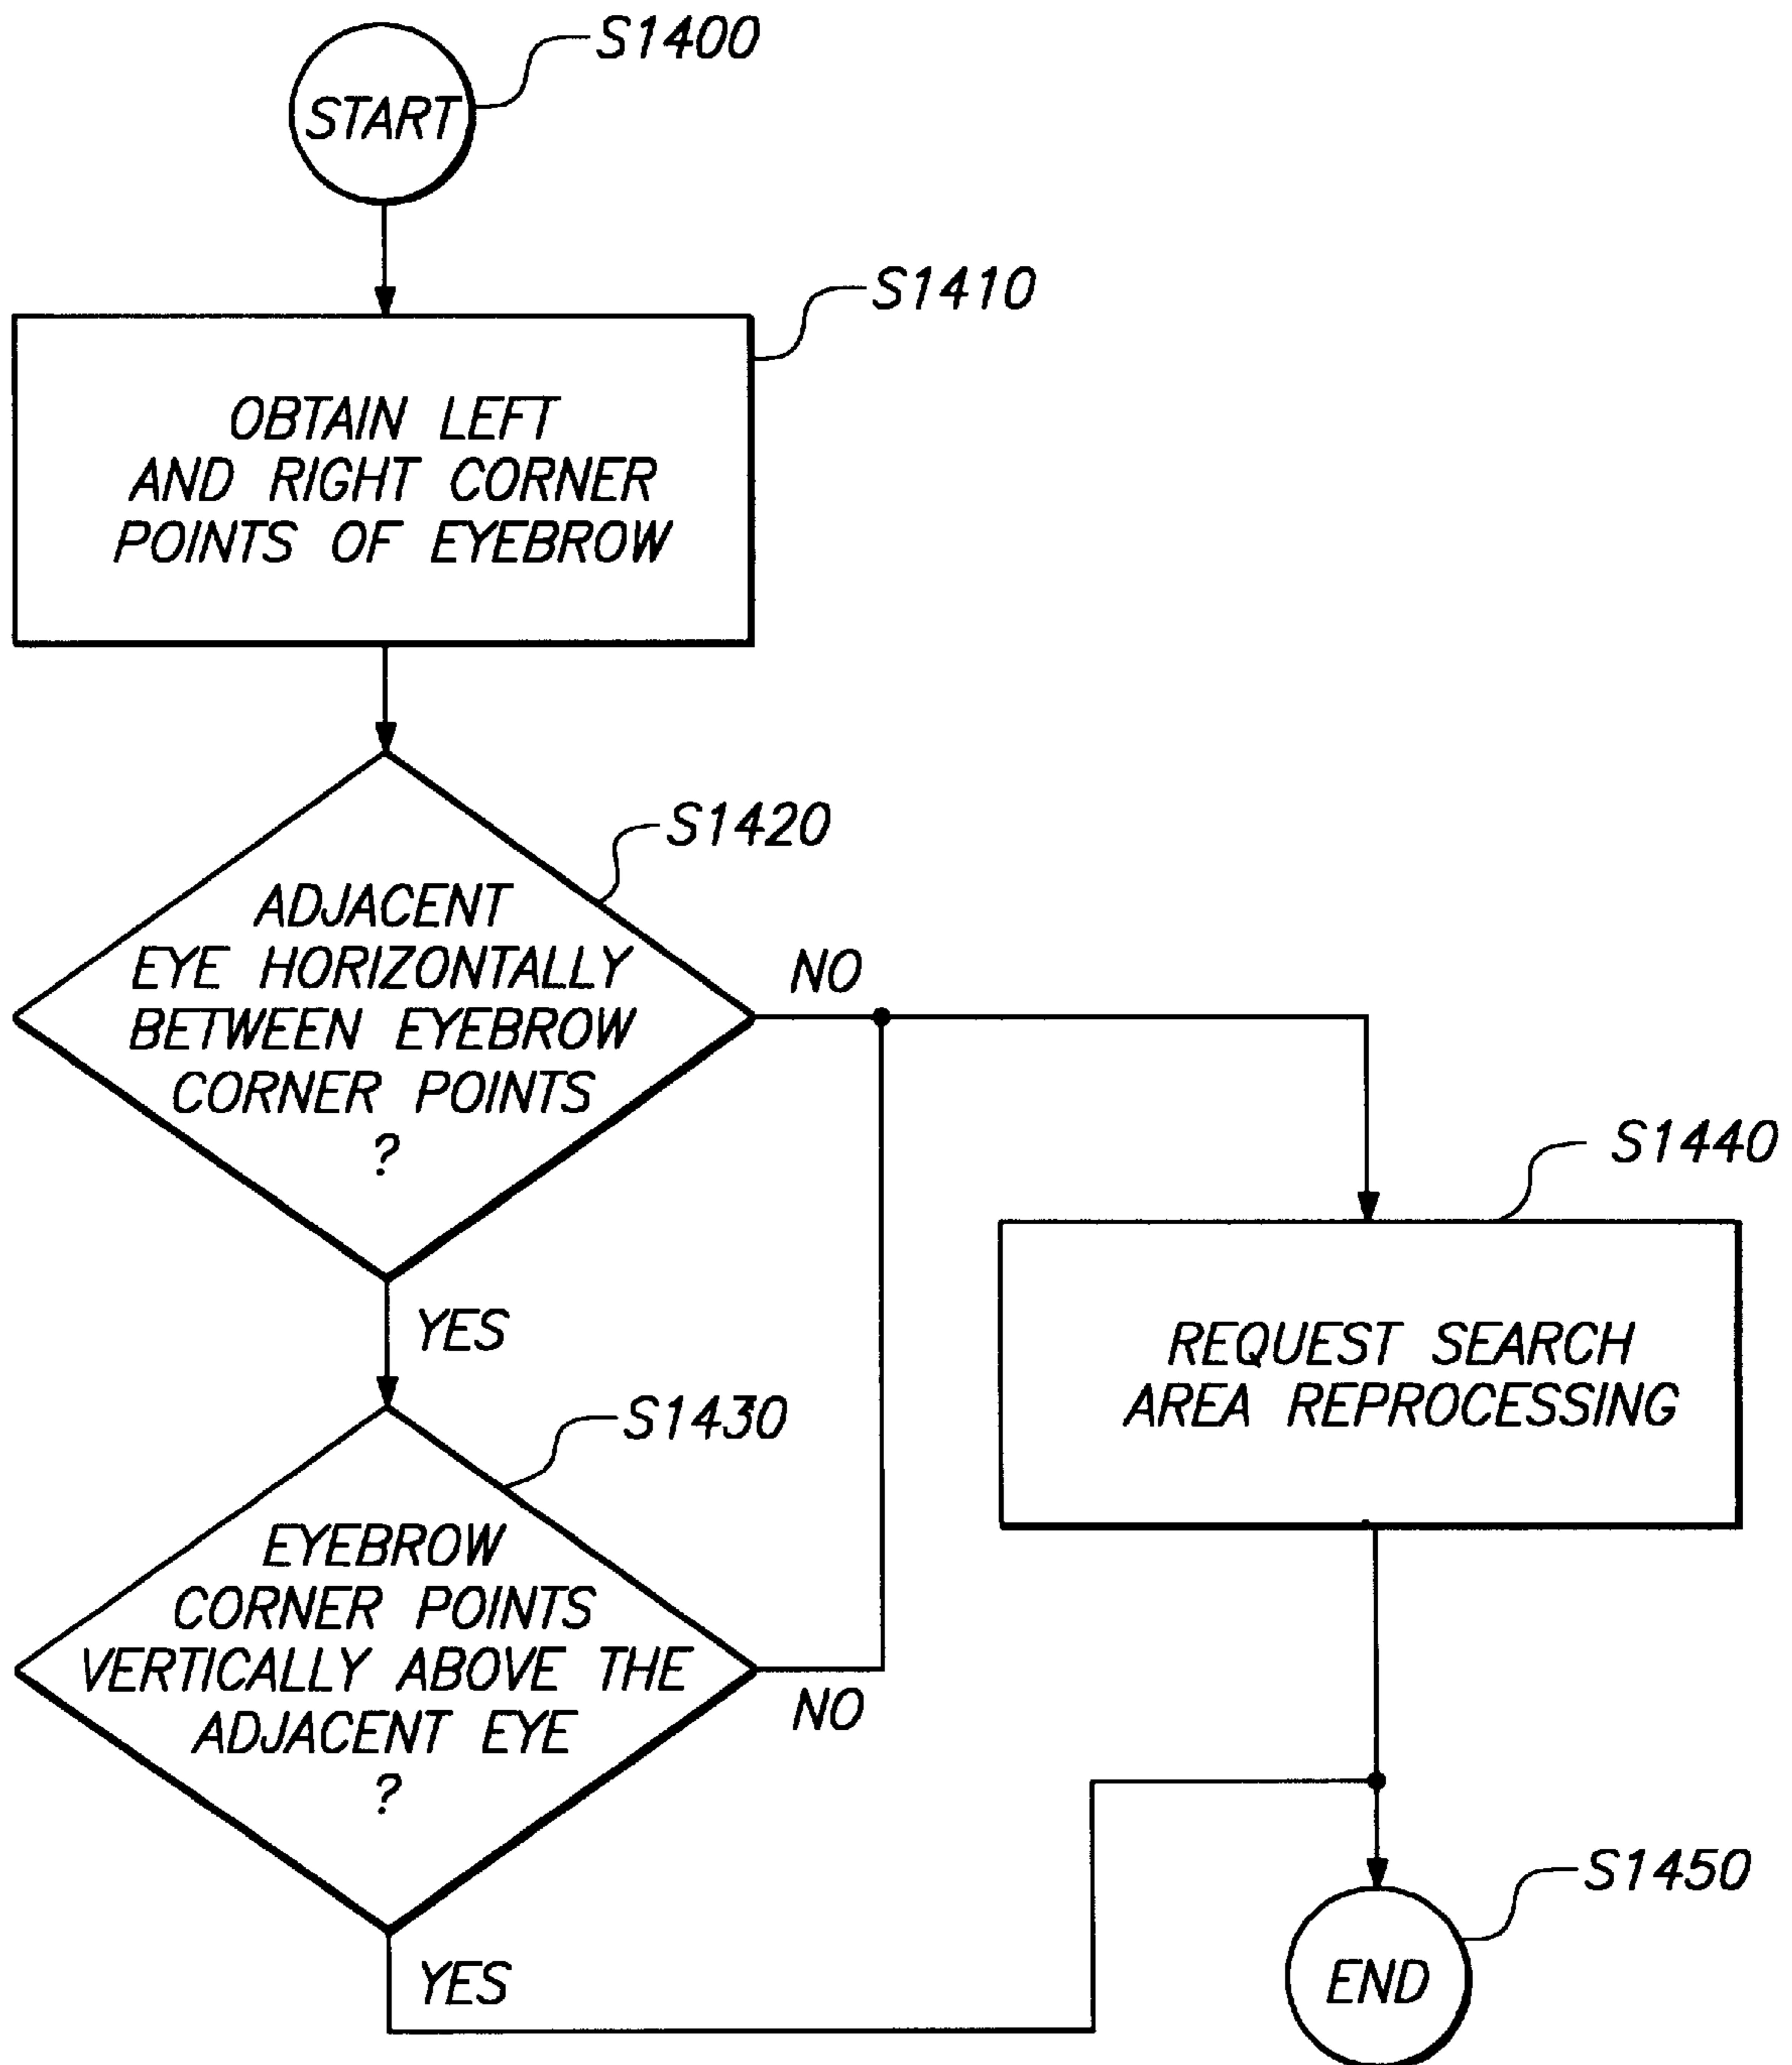 START
S1400
S1410
OBTAIN LEFT
AND RIGHT CORNER
POINTS OF EYEBROW
S1420
ADJACENT
EYE HORIZONTALLY
BETWEEN EYEBROW
CORNER POINTS
?
NO
YES
S1430
EYEBROW
CORNER POINTS
VERTICALLY ABOVE THE
ADJACENT EYE
?
NO
YES
S1440
REQUEST SEARCH
AREA REPROCESSING
S1450
END